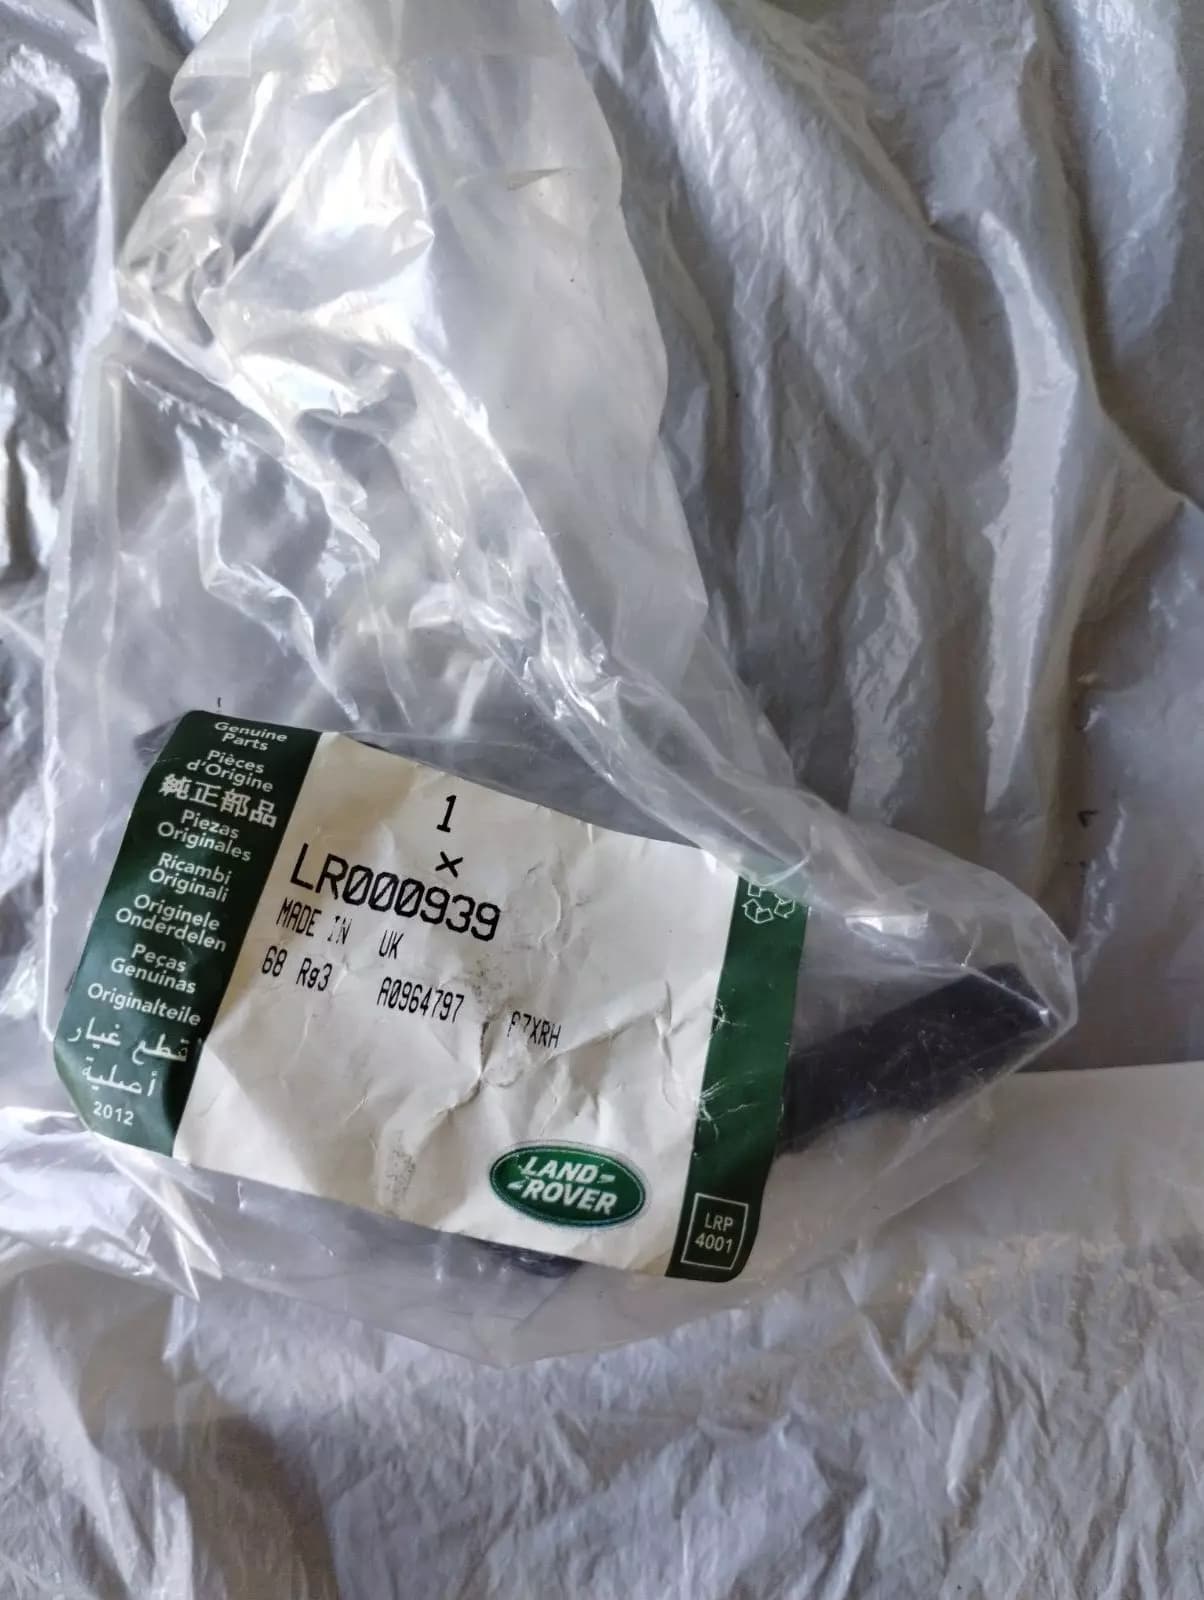 Genuine
Parts
Pièces
d'Origine
純正部品
Piezas
Originales
Ricambi
Originali
Originele
Onderdelen
Peças
Genuinas
Originalteile
قطع غيار
أصلية
2012
1
x
LR000939
MADE IN UK
68 Rg3 A0964797
LAND-
ROVER
LRP
4001